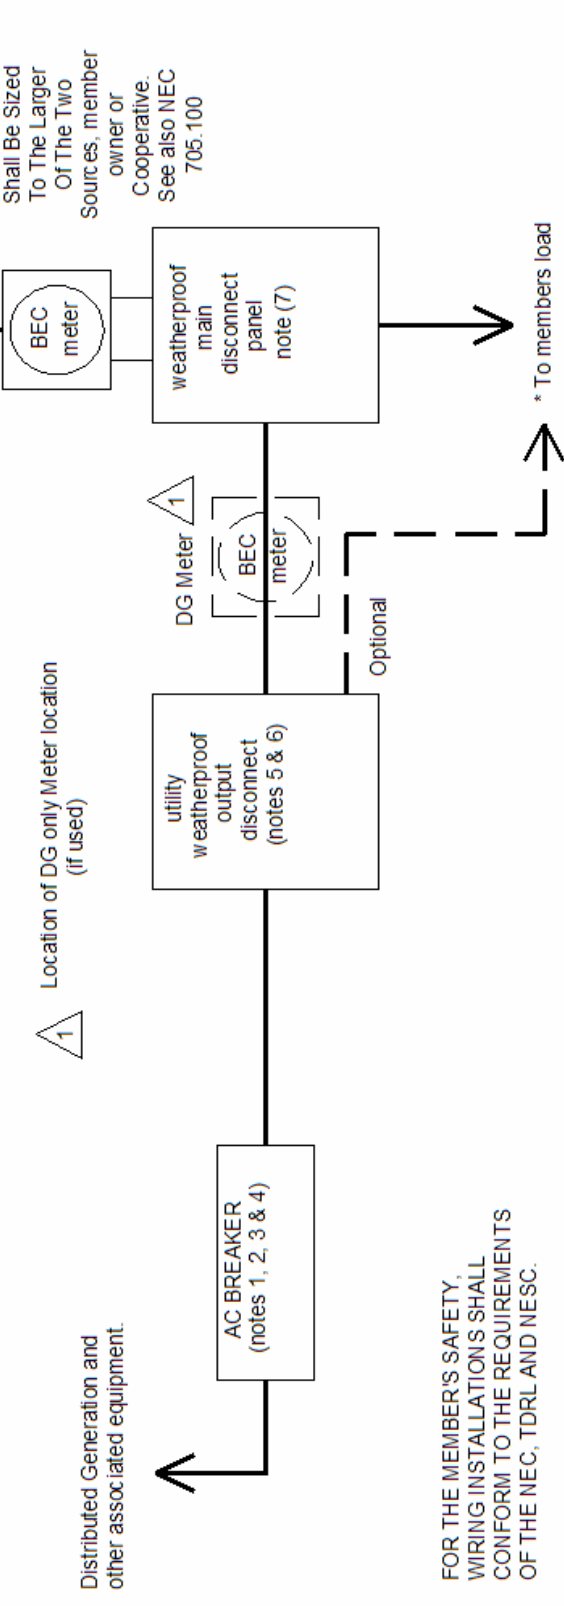 Distributed Generation and
other associated equipment.
AC BREAKER
(notes 1, 2, 3 & 4)
FOR THE MEMBER'S SAFETY,
WIRING INSTALLATIONS SHALL
CONFORM TO THE REQUIREMENTS
OF THE NEC, TDRL AND NESC.
1
Location of DG only Meter location
(if used)
utility
weatherproof
output
disconnect
(notes 5 & 6)
Optional
DG Meter
1
BEC
meter
BEC
meter
weatherproof
main
disconnect
panel
note (7)
* To members load
Shall Be Sized
To The Larger
Of The Two
Sources, member
owner or
Cooperative.
See also NEC
705.100